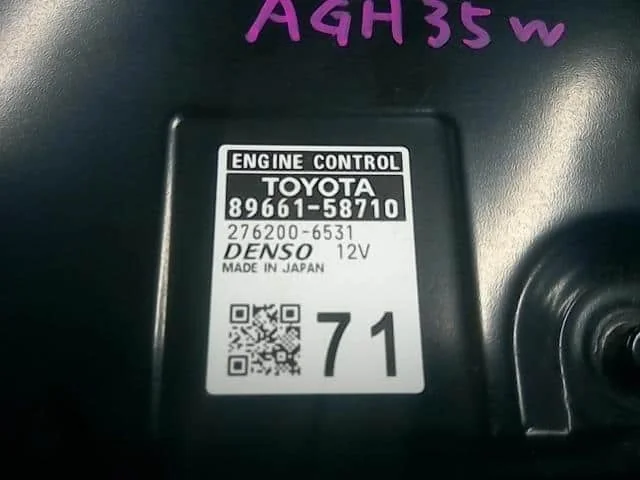 AGH35W
ENGINE CONTROL
TOYOTA
89661-58710
276200-6531
DENSO 12V
MADE IN JAPAN
71